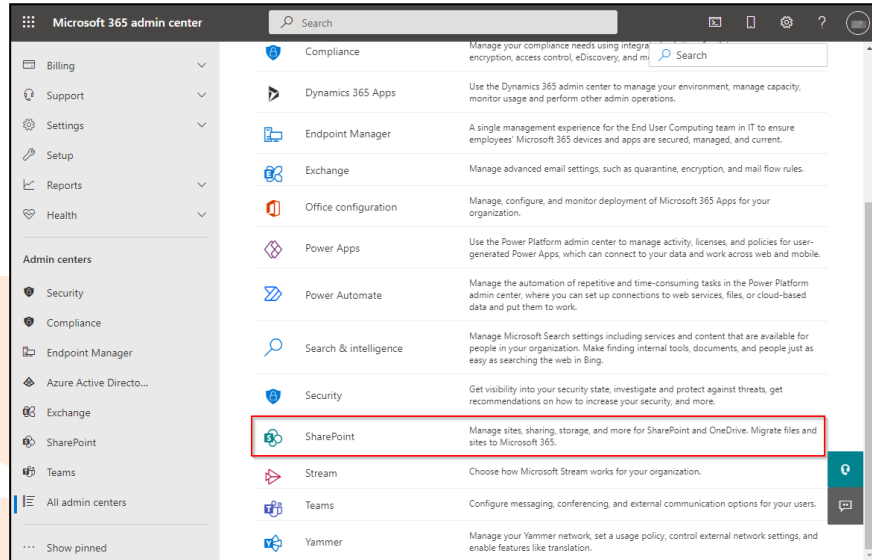 Microsoft 365 admin center
Search
?
Billing
Support
Settings
Setup
Reports
Health
Admin centers
Security
Compliance
Endpoint Manager
Azure Active Directo...
Exchange
SharePoint
Teams
All admin centers
Show pinned
Search
Compliance
Manage your compliance needs using integra
encryption, access control, eDiscovery, and m
Dynamics 365 Apps
Use the Dynamics 365 admin center to manage your environment, manage capacity,
monitor usage and perform other admin operations.
Endpoint Manager
A single management experience for the End User Computing team in IT to ensure
employees' Microsoft 365 devices and apps are secured, managed, and current.
Exchange
Manage advanced email settings, such as quarantine, encryption, and mail flow rules.
Office configuration
Manage, configure, and monitor deployment of Microsoft 365 Apps for your
organization.
Power Apps
Use the Power Platform admin center to manage activity, licenses, and policies for user-
generated Power Apps, which can connect to your data and work across web and mobile.
Power Automate
Manage the automation of repetitive and time-consuming tasks in the Power Platform
admin center, where you can set up connections to web services, files, or cloud-based
data and put them to work.
Search & intelligence
Manage Microsoft Search settings including services and content that are available for
people in your organization. Make finding internal tools, documents, and people just as
easy as searching the web in Bing.
Security
Get visibility into your security state, investigate and protect against threats, get
recommendations on how to increase your security, and more.
SharePoint
Manage sites, sharing, storage, and more for SharePoint and OneDrive. Migrate files and
sites to Microsoft 365.
Stream
Choose how Microsoft Stream works for your organization.
Teams
Configure messaging, conferencing, and external communication options for your users.
Yammer
Manage your Yammer network, set a usage policy, control external network settings, and
enable features like translation.